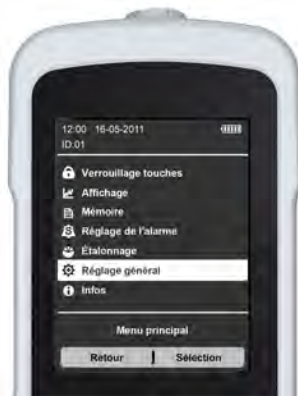 12:00 16-05-2011
ID.01
Verrouillage touches
Affichage
Mémoire
Réglage de l'alarme
Étalonnage
Réglage général
Infos
Menu principal
Retour | Sélection